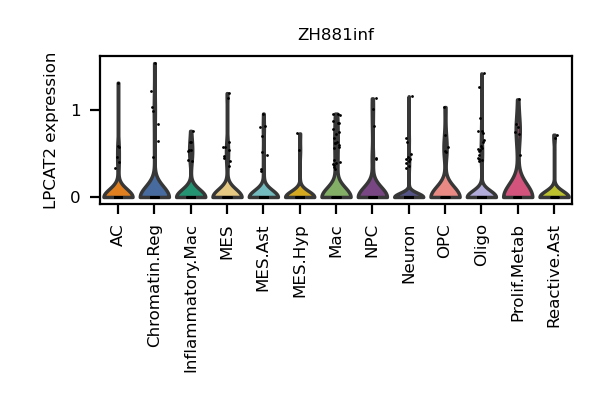 ZH881inf
LPCAT2 expression
1
0
AC
Chromatin.Reg
Inflammatory.Mac
MES
MES.Ast
MES.Hyp
Mac
NPC
Neuron
OPC
Oligo
Prolif.Metab
Reactive.Ast